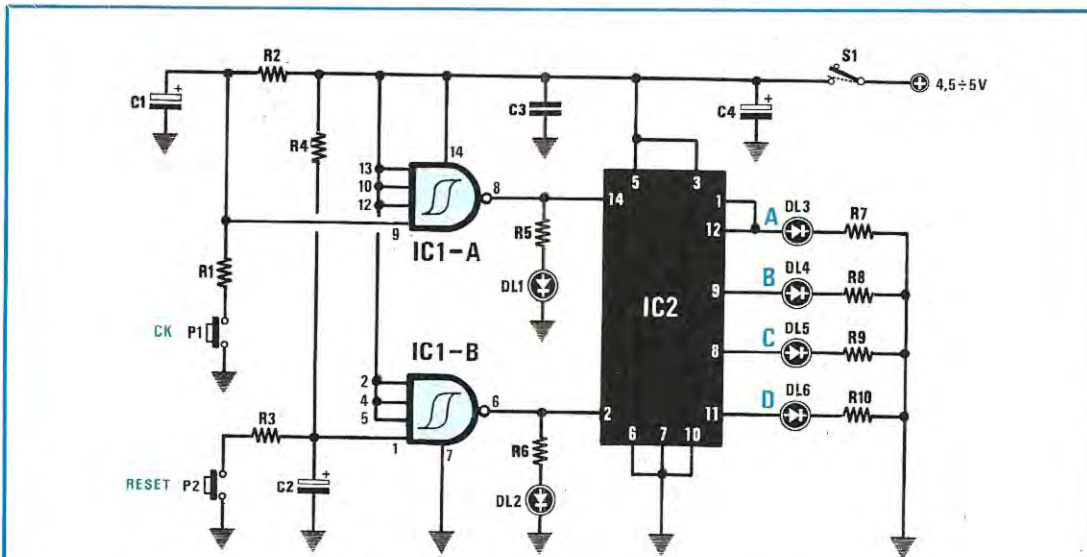 S1
R2
C1
+
C3
C4
+
4,5÷5V
R4
14
13
10
12
8
9
IC1-A
R5
DL1
R1
CK P1
5
3
14
1
12
A
DL3
R7
IC2
9
B
DL4
R8
8
C
DL5
R9
11
D
DL6
R10
2
6
7
10
IC1-B
2
4
5
6
1
7
R6
DL2
R3
RESET P2
C2
+